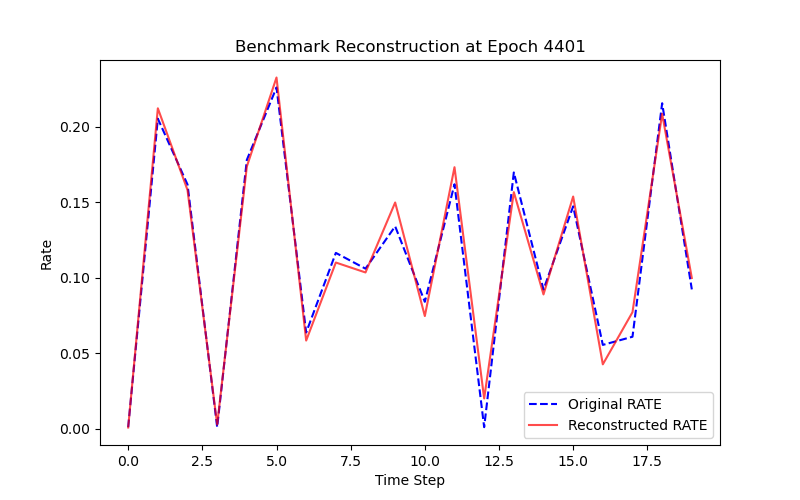 Benchmark Reconstruction at Epoch 4401
Rate
0.20
0.15
0.10
0.05
0.00
Original RATE
Reconstructed RATE
0.0 2.5 5.0 7.5 10.0 12.5 15.0 17.5
Time Step